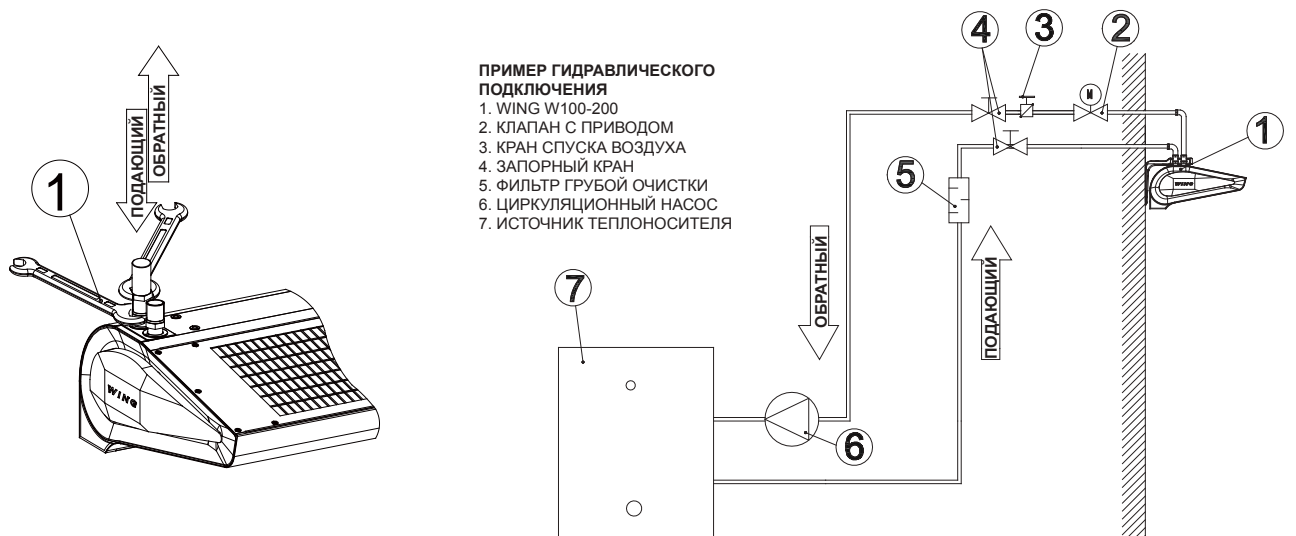 ОБРАТНЫЙ
ПОДАЮЩИЙ
1
WING
ПРИМЕР ГИДРАВЛИЧЕСКОГО
ПОДКЛЮЧЕНИЯ
1. WING W100-200
2. КЛАПАН С ПРИВОДОМ
3. КРАН СПУСКА ВОЗДУХА
4. ЗАПОРНЫЙ КРАН
5. ФИЛЬТР ГРУБОЙ ОЧИСТКИ
6. ЦИРКУЛЯЦИОННЫЙ НАСОС
7. ИСТОЧНИК ТЕПЛОНОСИТЕЛЯ
4
3
2
M
1
WING
5
ОБРАТНЫЙ
ПОДАЮЩИЙ
7
6